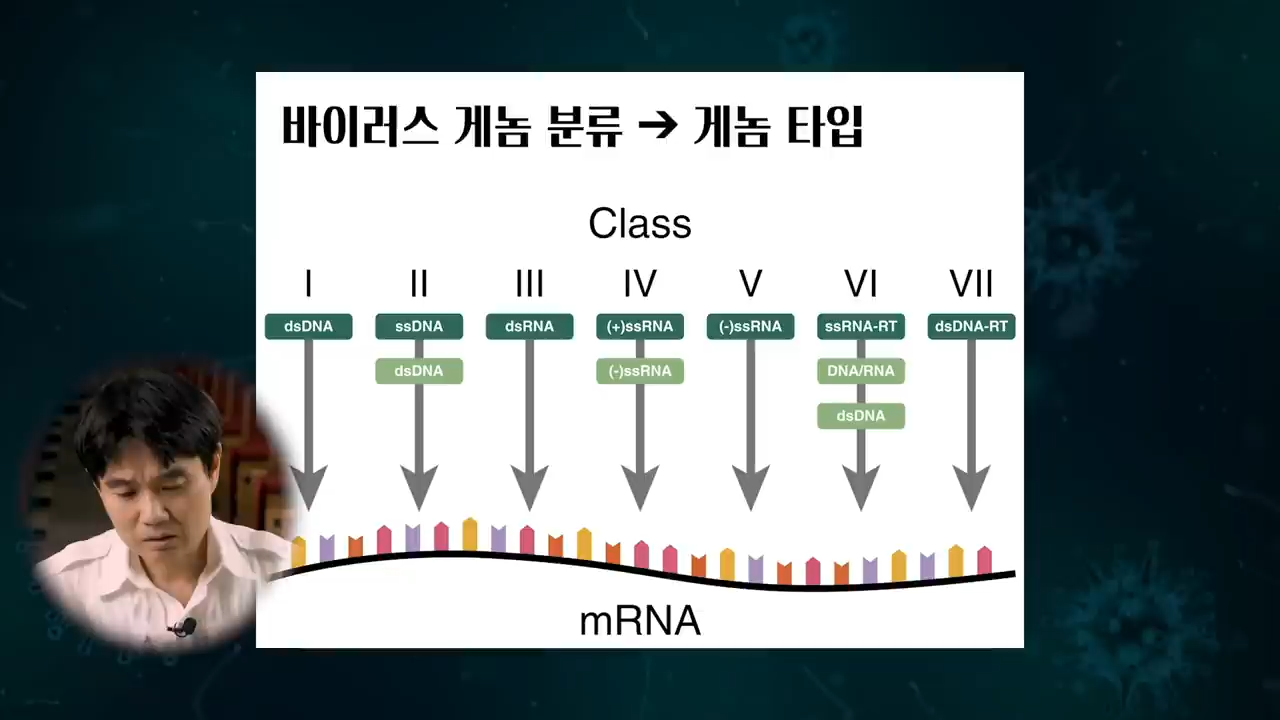 바이러스 게놈 분류 → 게놈 타입
Class
I II III IV V VI VII
dsDNA ssDNA dsRNA (+)ssRNA (-)ssRNA ssRNA-RT dsDNA-RT
dsDNA (-)ssRNA DNA/RNA
dsDNA
mRNA